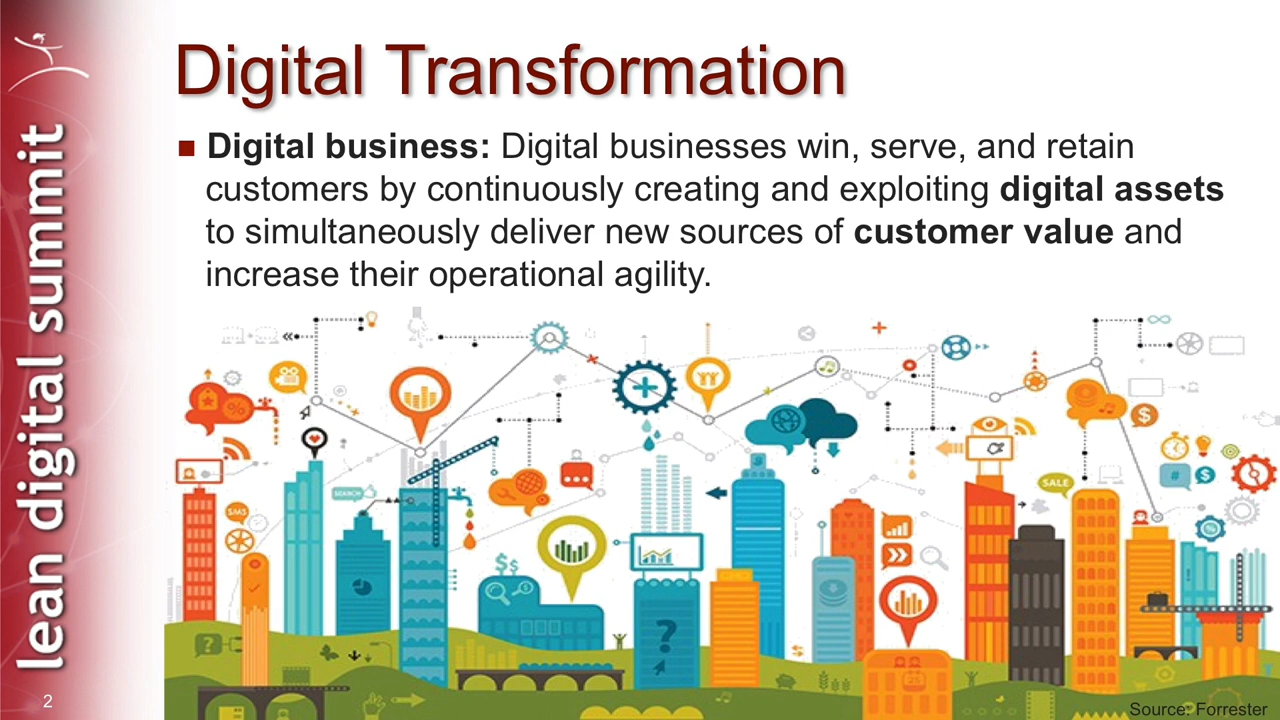 Digital Transformation
Digital business: Digital businesses win, serve, and retain
customers by continuously creating and exploiting digital assets
to simultaneously deliver new sources of customer value and
increase their operational agility.
lean digital summit
SEARCH
SMS
SALE
$
$
$$
#
%
?
?
2
Source: Forrester